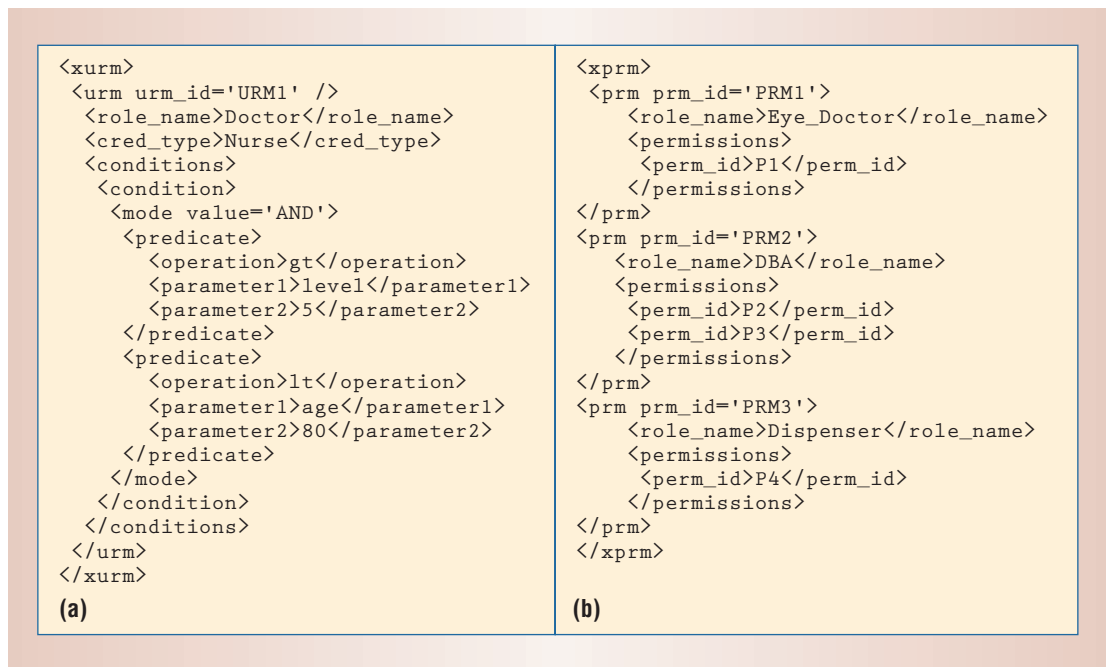 <xurm>
<urm urm_id='URM1' />
<role_name>Doctor</role_name>
<cred_type>Nurse</cred_type>
<conditions>
<condition>
<mode value='AND'>
<predicate>
<operation>gt</operation>
<parameter1>level</parameter1>
<parameter2>5</parameter2>
</predicate>
<predicate>
<operation>lt</operation>
<parameter1>age</parameter1>
<parameter2>80</parameter2>
</predicate>
</mode>
</condition>
</conditions>
</urm>
</xurm>
(a)
<xprm>
<prm prm_id='PRM1'>
<role_name>Eye_Doctor</role_name>
<permissions>
<perm_id>P1</perm_id>
</permissions>
</prm>
<prm prm_id='PRM2'>
<role_name>DBA</role_name>
<permissions>
<perm_id>P2</perm_id>
<perm_id>P3</perm_id>
</permissions>
</prm>
<prm prm_id='PRM3'>
<role_name>Dispenser</role_name>
<permissions>
<perm_id>P4</perm_id>
</permissions>
</prm>
</xprm>
(b)